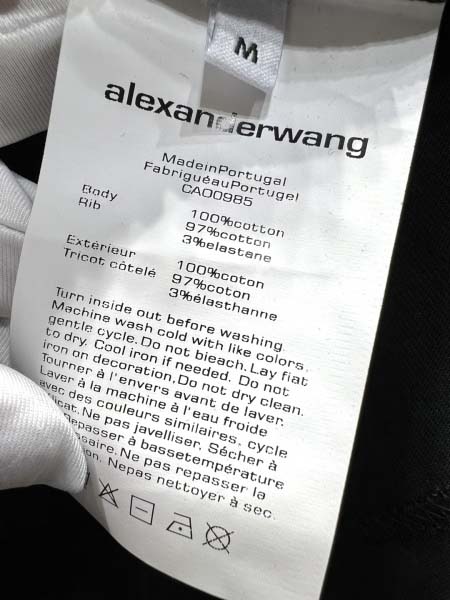 M
alexanderwang
MadeinPortugal
FabriguéauPortugel
CA00985
Body 100%cotton
Rib 97%cotton
3%elastane
Extérieur 100%coton
Tricot côtelé 97%coton
3%élasthanne
Turn inside out before washing.
Machine wash cold with like colors,
gentle cycle.Do not bleach.Lay flat
to dry. Cool iron if needed. Do not
iron on decoration.Do not dry clean.
Tourner à l'envers avant de laver.
Laver à la machine à l'eau froide
avec des couleurs similaires, cycle
Ne pas javelliser. Sécher à
à bassetempérature
Ne pas repasser la
Nepas nettoyer à sec.